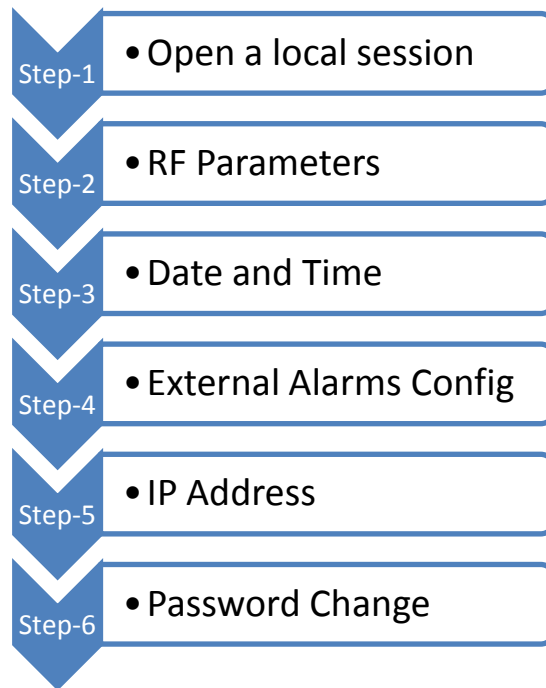 Step-1
•Open a local session
Step-2
•RF Parameters
Step-3
•Date and Time
Step-4
•External Alarms Config
Step-5
•IP Address
Step-6
•Password Change